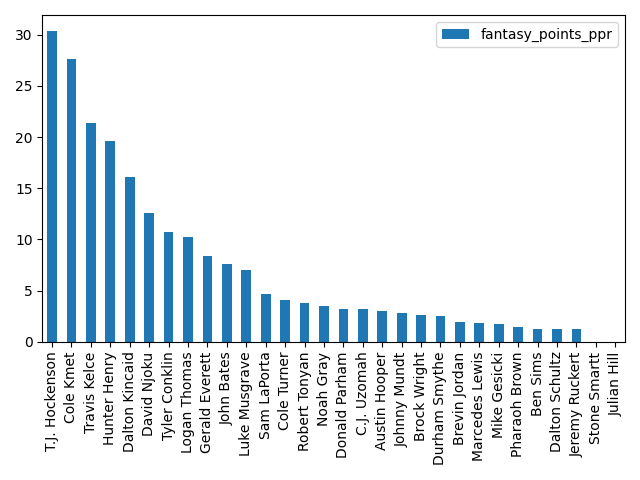 fantasy_points_ppr
30
25
20
15
10
5
0
T.J. Hockenson
Cole Kmet
Travis Kelce
Hunter Henry
Dalton Kincaid
David Njoku
Tyler Conklin
Logan Thomas
Gerald Everett
John Bates
Luke Musgrave
Sam LaPorta
Cole Turner
Robert Tonyan
Noah Gray
Donald Parham
C.J. Uzomah
Austin Hooper
Johnny Mundt
Brock Wright
Durham Smythe
Brevin Jordan
Marcedes Lewis
Mike Gesicki
Pharaoh Brown
Ben Sims
Dalton Schultz
Jeremy Ruckert
Stone Smartt
Julian Hill